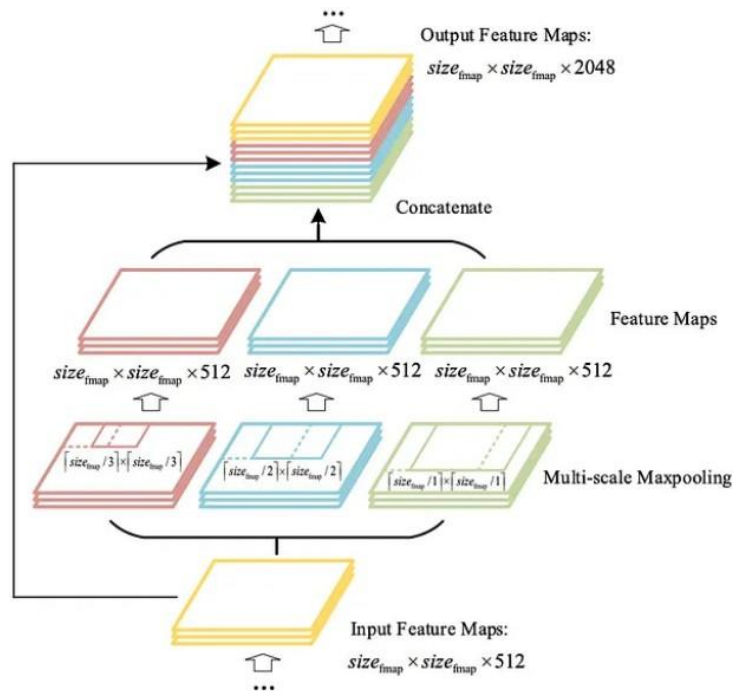 ...
Output Feature Maps:
size_fmap × size_fmap × 2048
Concatenate
Feature Maps
size_fmap × size_fmap × 512
size_fmap × size_fmap × 512
size_fmap × size_fmap × 512
⌈size_fmap / 3⌉×⌈size_fmap / 3⌉
⌈size_fmap / 2⌉×⌈size_fmap / 2⌉
⌈size_fmap / 1⌉×⌈size_fmap / 1⌉
Multi-scale Maxpooling
Input Feature Maps:
size_fmap × size_fmap × 512
...